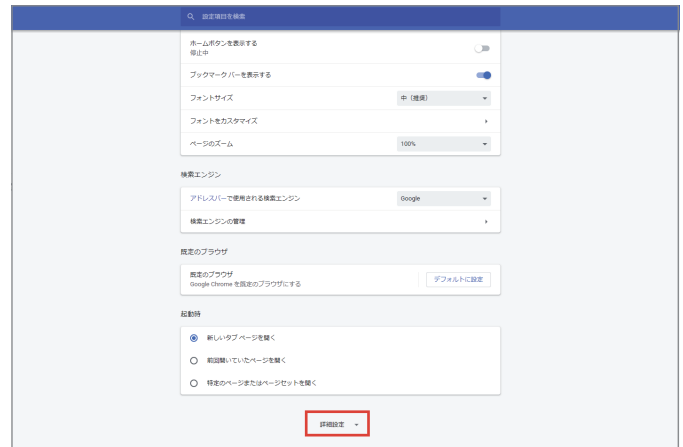 設定項目を検索
ホームボタンを表示する
停止中
ブックマーク バーを表示する
フォントサイズ
中（推奨）
フォントをカスタマイズ
ページのズーム
100%
検索エンジン
アドレスバーで使用される検索エンジン
Google
検索エンジンの管理
既定のブラウザ
既定のブラウザ
Google Chrome を既定のブラウザにする
デフォルトに設定
起動時
新しいタブ ページを開く
前回開いていたページを開く
特定のページまたはページセットを開く
詳細設定